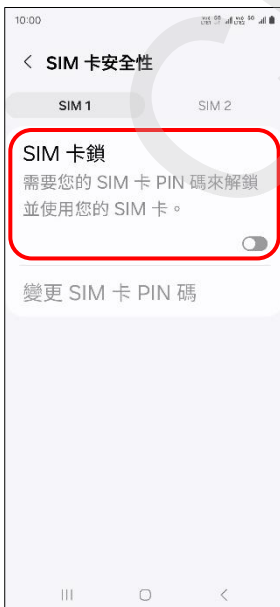 10:00
SIM 卡安全性
SIM 1 SIM 2
SIM 卡鎖
需要您的 SIM 卡 PIN 碼來解鎖
並使用您的 SIM 卡。
變更 SIM 卡 PIN 碼